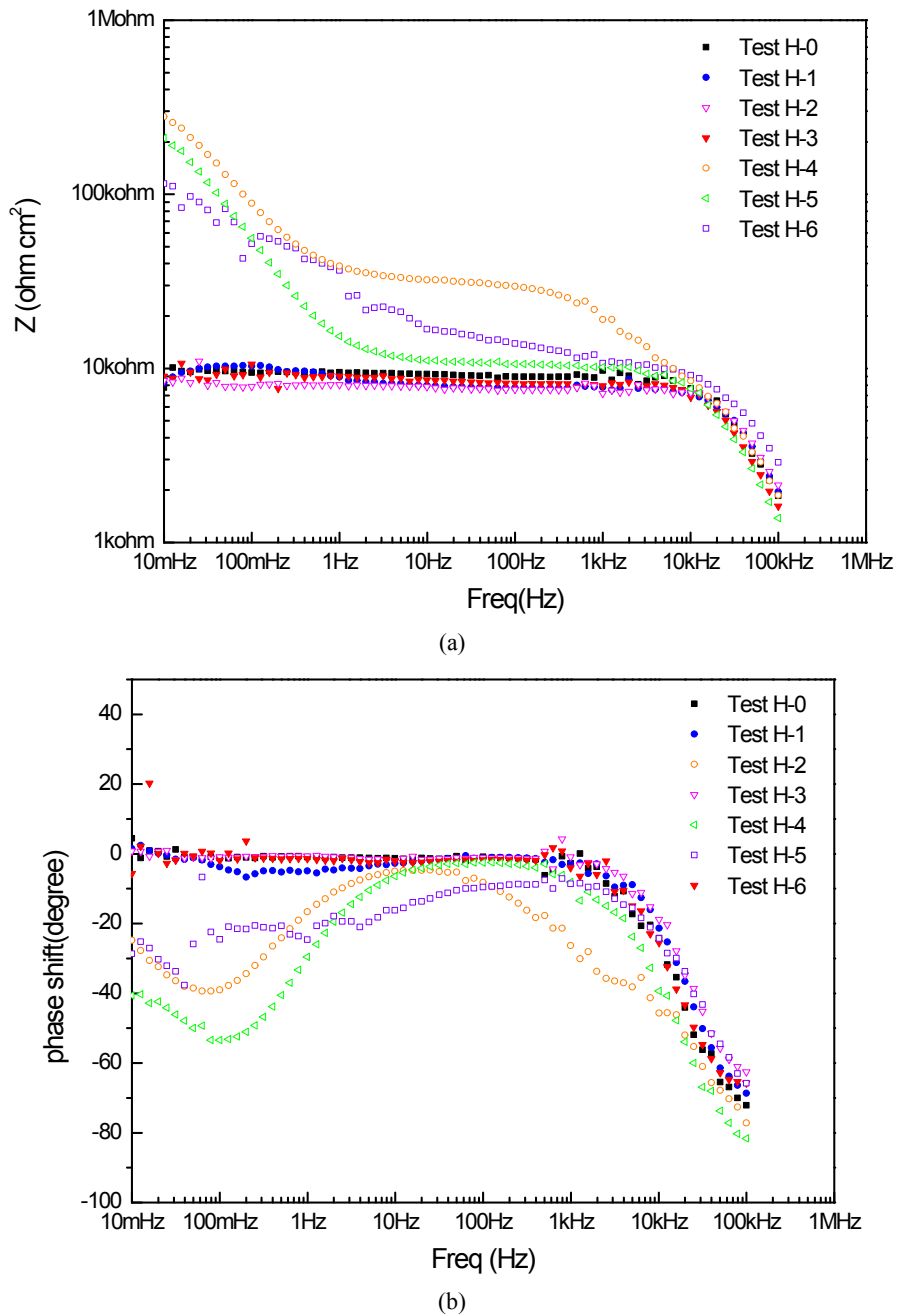 1Mohm
100kohm
10kohm
1kohm
Z (ohm cm²)
10mHz 100mHz 1Hz 10Hz 100Hz 1kHz 10kHz 100kHz 1MHz
Freq(Hz)
Test H-0
Test H-1
Test H-2
Test H-3
Test H-4
Test H-5
Test H-6
(a)
40
20
0
-20
-40
-60
-80
-100
phase shift(degree)
10mHz 100mHz 1Hz 10Hz 100Hz 1kHz 10kHz 100kHz 1MHz
Freq (Hz)
Test H-0
Test H-1
Test H-2
Test H-3
Test H-4
Test H-5
Test H-6
(b)